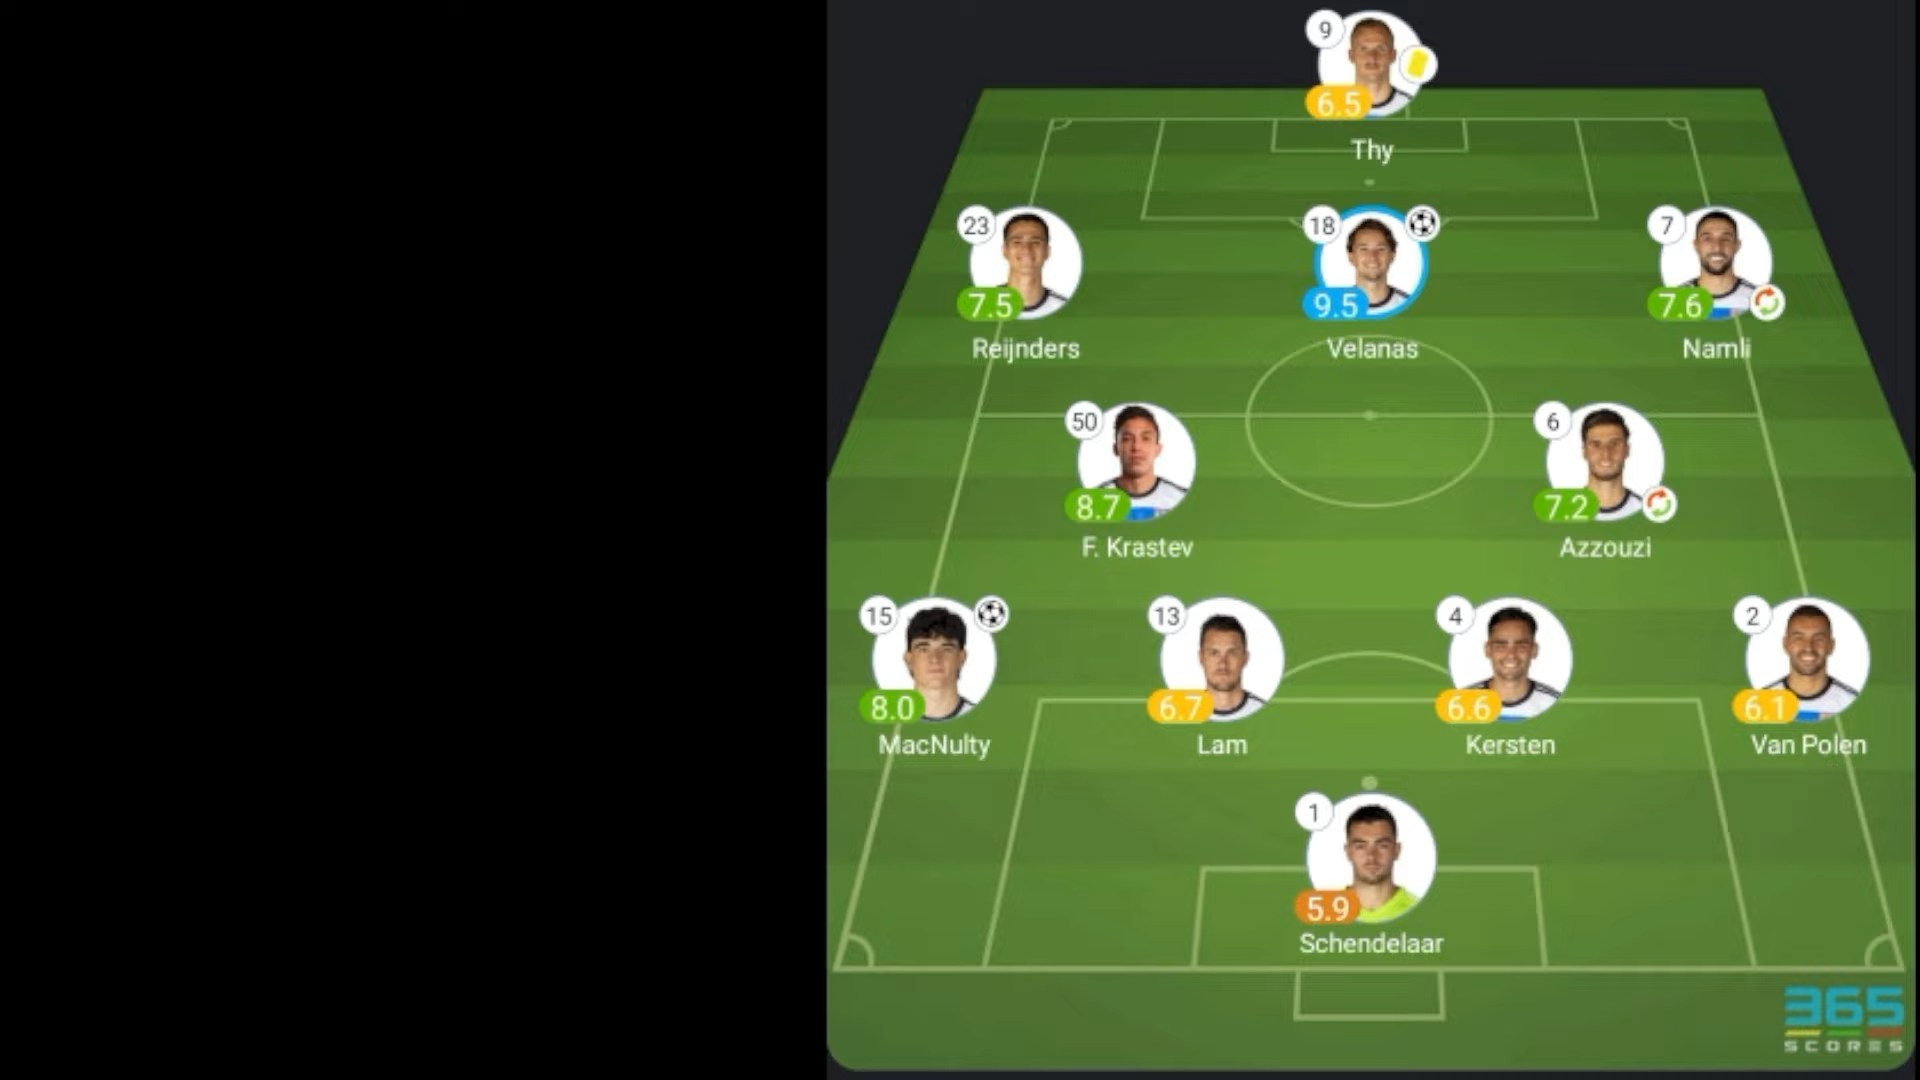 9
6.5
Thy
23
7.5
Reijnders
18
9.5
Velanas
7
7.6
Namli
50
8.7
F. Krastev
6
7.2
Azzouzi
15
8.0
MacNulty
13
6.7
Lam
4
6.6
Kersten
2
6.1
Van Polen
1
5.9
Schendelaar
365
SCORES